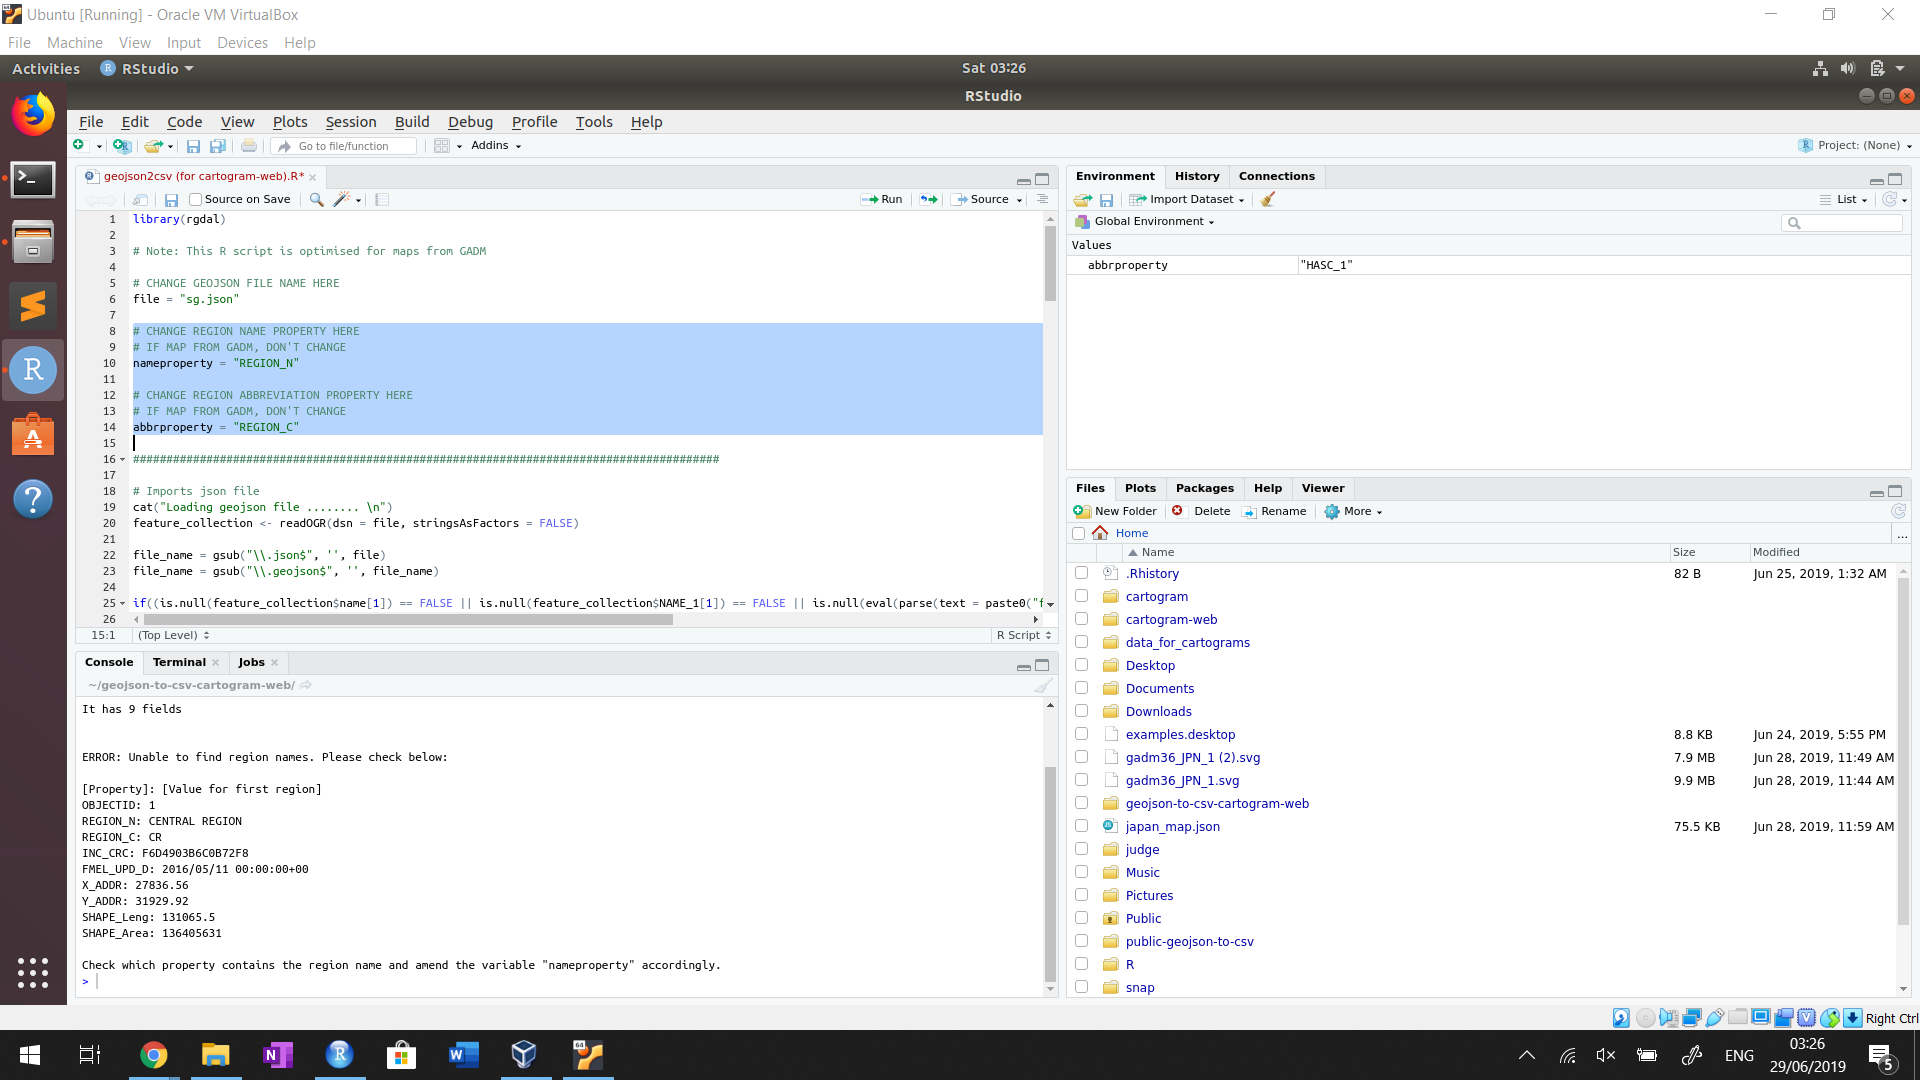 Ubuntu [Running] - Oracle VM VirtualBox
File Machine View Input Devices Help
Activities RStudio Sat 03:26
RStudio
File Edit Code View Plots Session Build Debug Profile Tools Help
Go to file/function Addins Project: (None)
geojson2csv (for cartogram-web).R*
Source on Save Run Source
1 library(rgdal)
2
3 # Note: This R script is optimised for maps from GADM
4
5 # CHANGE GEOJSON FILE NAME HERE
6 file = "sg.json"
7
8 # CHANGE REGION NAME PROPERTY HERE
9 # IF MAP FROM GADM, DON'T CHANGE
10 nameproperty = "REGION_N"
11
12 # CHANGE REGION ABBREVIATION PROPERTY HERE
13 # IF MAP FROM GADM, DON'T CHANGE
14 abbrproperty = "REGION_C"
15
16 ########################################################################################
17
18 # Imports json file
19 cat("Loading geojson file ........ \n")
20 feature_collection <- readOGR(dsn = file, stringsAsFactors = FALSE)
21
22 file_name = gsub("\\.json$", '', file)
23 file_name = gsub("\\.geojson$", '', file_name)
24
25 if((is.null(feature_collection$name[1]) == FALSE || is.null(feature_collection$NAME_1[1]) == FALSE || is.null(eval(parse(text = paste0("f
26
15:1 (Top Level) R Script
Console Terminal Jobs
~/geojson-to-csv-cartogram-web/
It has 9 fields
ERROR: Unable to find region names. Please check below:
[Property]: [Value for first region]
OBJECTID: 1
REGION_N: CENTRAL REGION
REGION_C: CR
INC_CRC: F6D4903B6C0B72F8
FMEL_UPD_D: 2016/05/11 00:00:00+00
X_ADDR: 27836.56
Y_ADDR: 31929.92
SHAPE_Leng: 131065.5
SHAPE_Area: 136405631
Check which property contains the region name and amend the variable "nameproperty" accordingly.
>
Environment History Connections
Import Dataset List
Global Environment
Values
abbrproperty "HASC_1"
Files Plots Packages Help Viewer
New Folder Delete Rename More
Home ...
Name Size Modified
.Rhistory 82 B Jun 25, 2019, 1:32 AM
cartogram
cartogram-web
data_for_cartograms
Desktop
Documents
Downloads
examples.desktop 8.8 KB Jun 24, 2019, 5:55 PM
gadm36_JPN_1 (2).svg 7.9 MB Jun 28, 2019, 11:49 AM
gadm36_JPN_1.svg 9.9 MB Jun 28, 2019, 11:44 AM
geojson-to-csv-cartogram-web
japan_map.json 75.5 KB Jun 28, 2019, 11:59 AM
judge
Music
Pictures
Public
public-geojson-to-csv
R
snap
Right Ctrl
ENG 03:26
29/06/2019 5